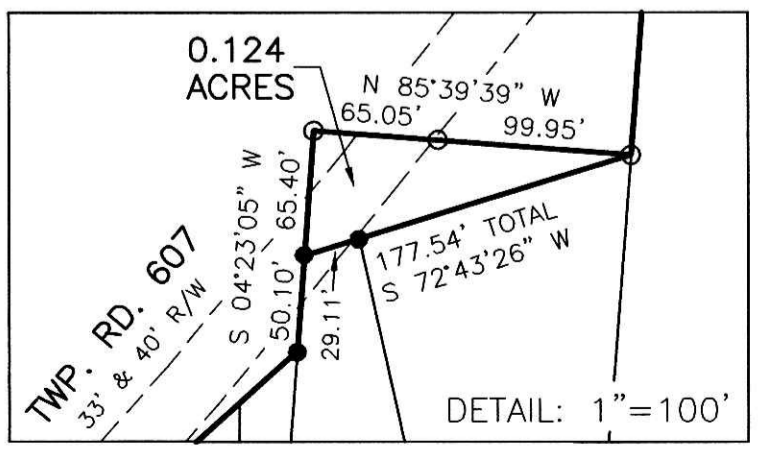 0.124
ACRES
N 85°39'39" W
65.05'
99.95'
S 04°23'05" W
65.40'
50.10'
29.11'
177.54' TOTAL
S 72°43'26" W
TWP. RD. 607
33' & 40' R/W
DETAIL: 1"=100'